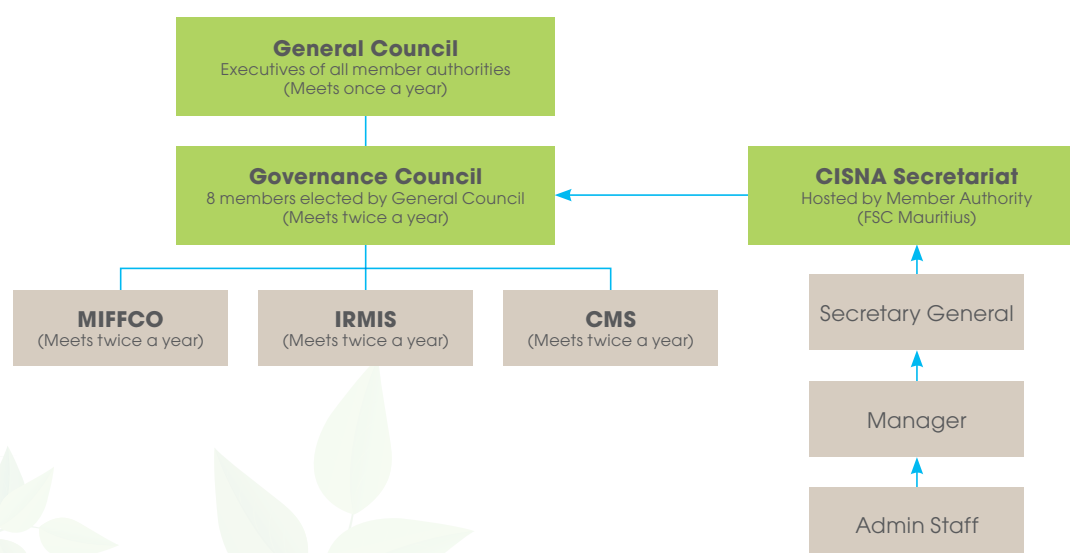 General Council
Executives of all member authorities
(Meets once a year)
Governance Council
8 members elected by General Council
(Meets twice a year)
CISNA Secretariat
Hosted by Member Authority
(FSC Mauritius)
MIFFCO
(Meets twice a year)
IRMIS
(Meets twice a year)
CMS
(Meets twice a year)
Secretary General
Manager
Admin Staff